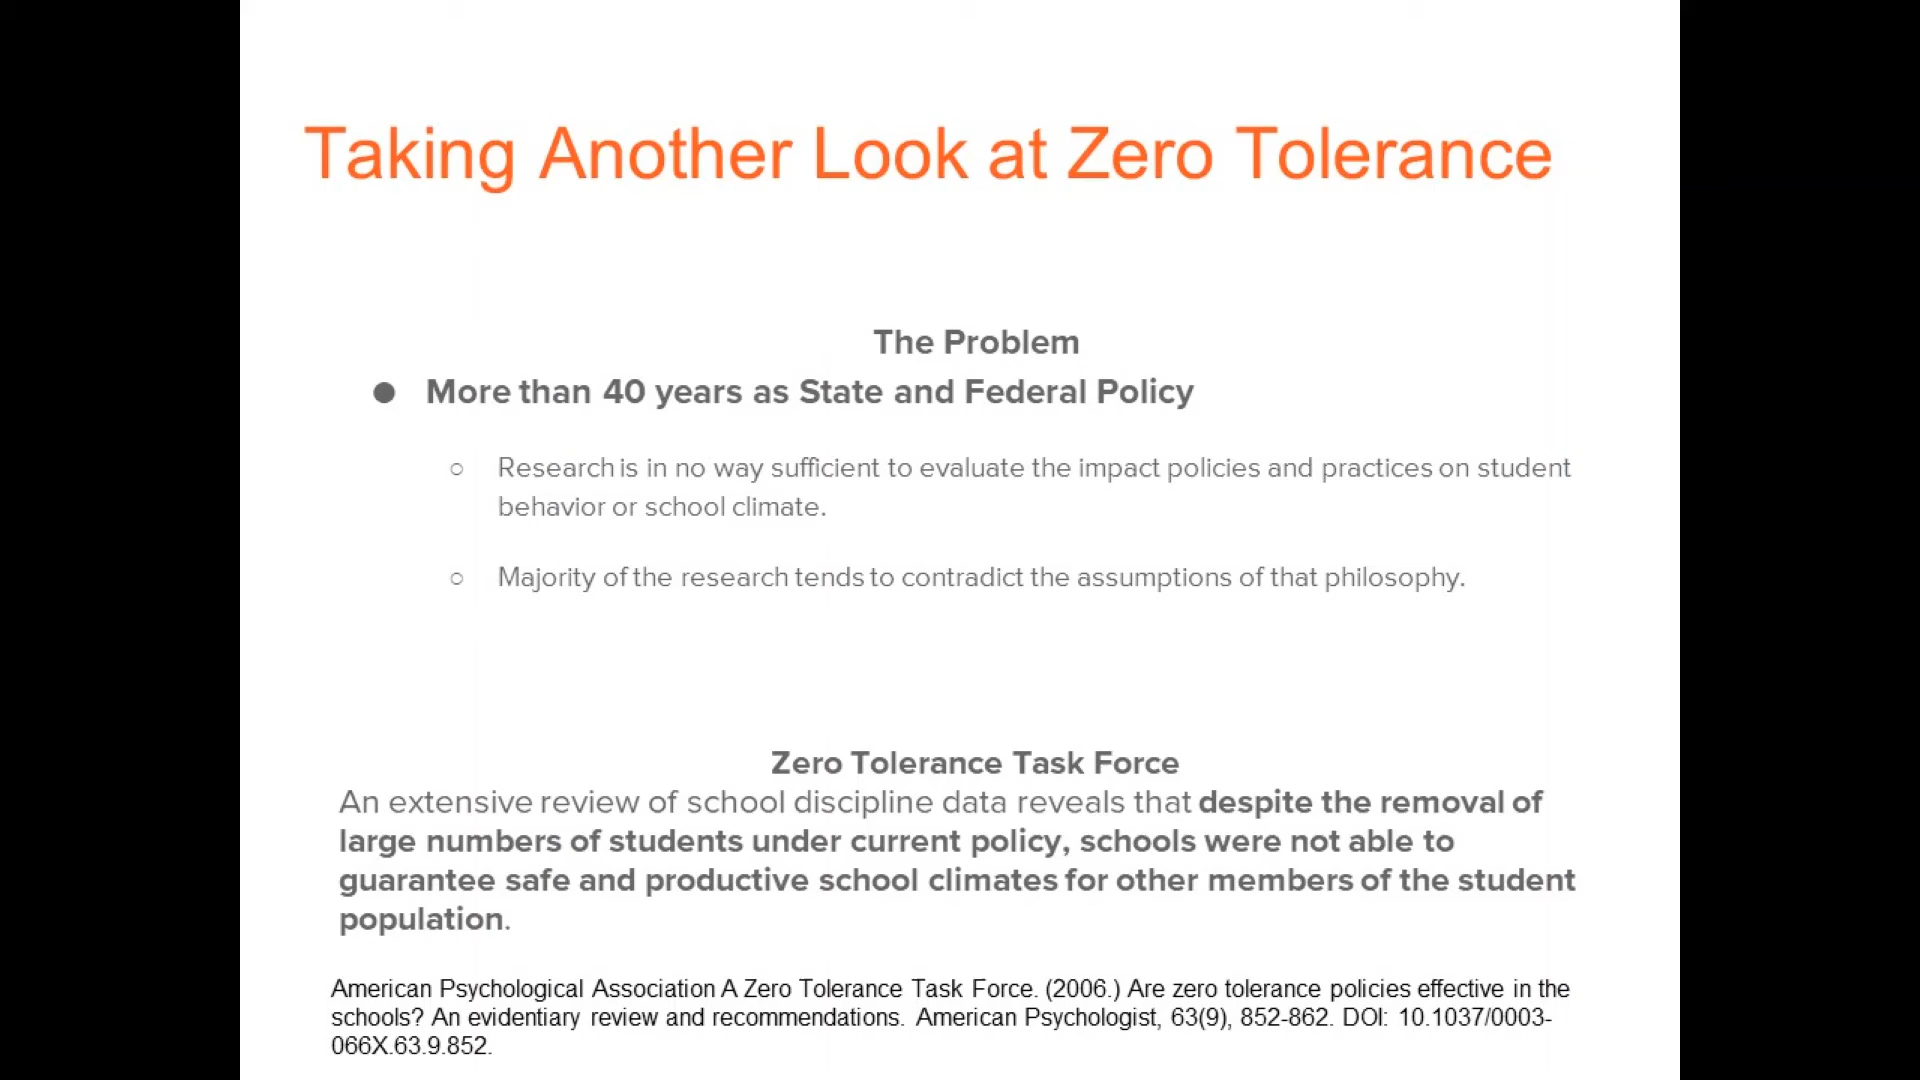 Taking Another Look at Zero Tolerance
The Problem
● More than 40 years as State and Federal Policy
○ Research is in no way sufficient to evaluate the impact policies and practices on student
behavior or school climate.
○ Majority of the research tends to contradict the assumptions of that philosophy.
Zero Tolerance Task Force
An extensive review of school discipline data reveals that despite the removal of
large numbers of students under current policy, schools were not able to
guarantee safe and productive school climates for other members of the student
population.
American Psychological Association A Zero Tolerance Task Force. (2006.) Are zero tolerance policies effective in the
schools? An evidentiary review and recommendations. American Psychologist, 63(9), 852-862. DOI: 10.1037/0003-
066X.63.9.852.